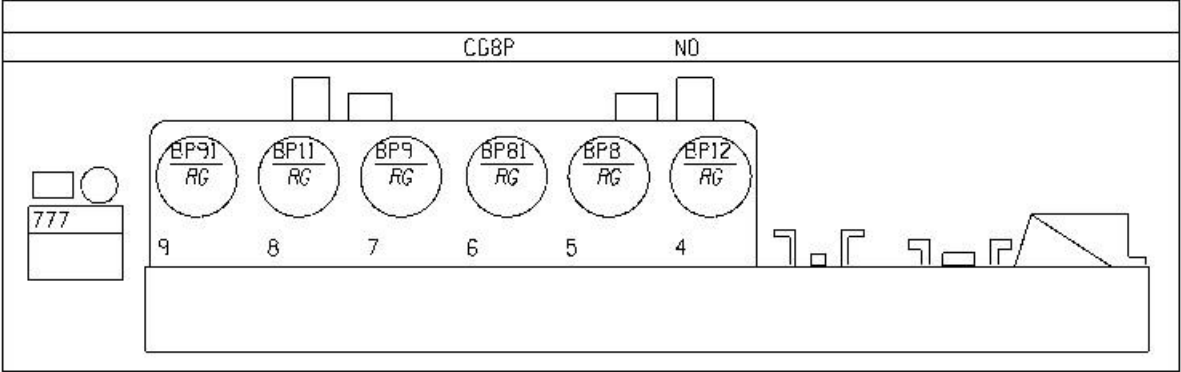 CG8P NO
BP91 BP11 BP9 BP81 BP8 BP12
RG RG RG RG RG RG
777
9 8 7 6 5 4